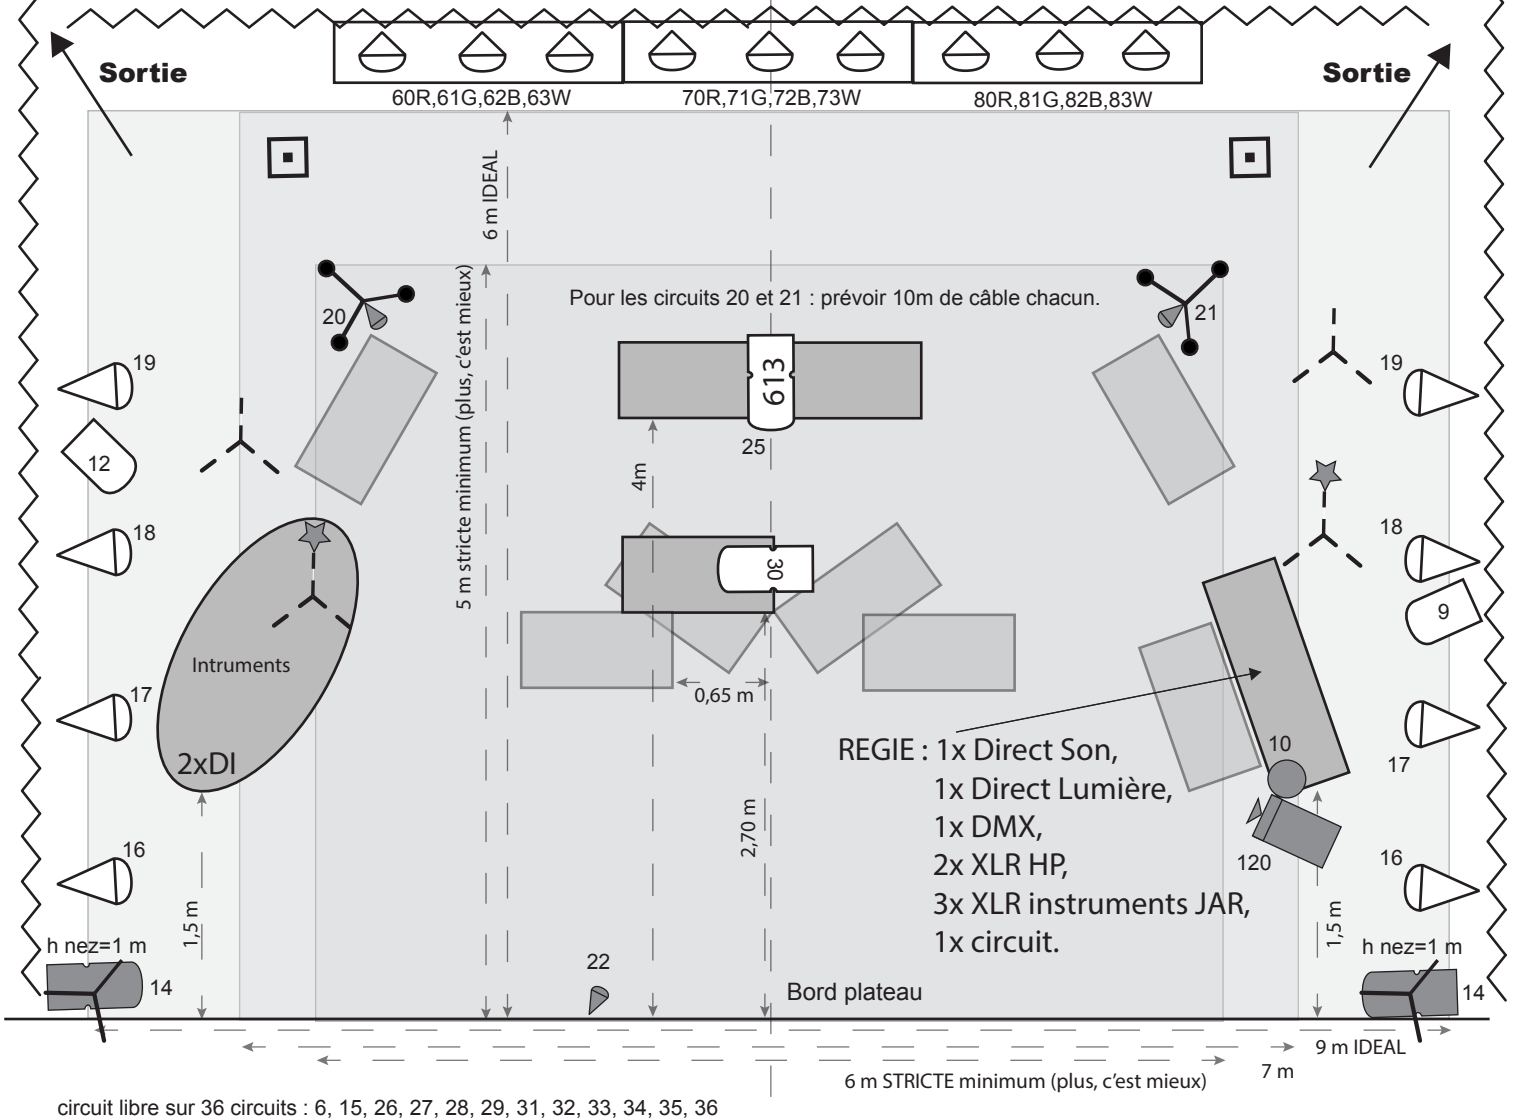 Sortie
Sortie
60R,61G,62B,63W
70R,71G,72B,73W
80R,81G,82B,83W
6 m IDEAL
5 m stricte minimum (plus, c'est mieux)
Pour les circuits 20 et 21 : prévoir 10m de câble chacun.
20
21
19
19
613
25
12
4m
18
18
30
9
Intruments
17
17
0,65 m
2xDI
REGIE : 1x Direct Son,
1x Direct Lumière,
1x DMX,
2x XLR HP,
3x XLR instruments JAR,
1x circuit.
10
120
2,70 m
16
16
1,5 m
1,5 m
h nez=1 m
h nez=1 m
14
14
22
Bord plateau
9 m IDEAL
7 m
6 m STRICTE minimum (plus, c'est mieux)
circuit libre sur 36 circuits : 6, 15, 26, 27, 28, 29, 31, 32, 33, 34, 35, 36